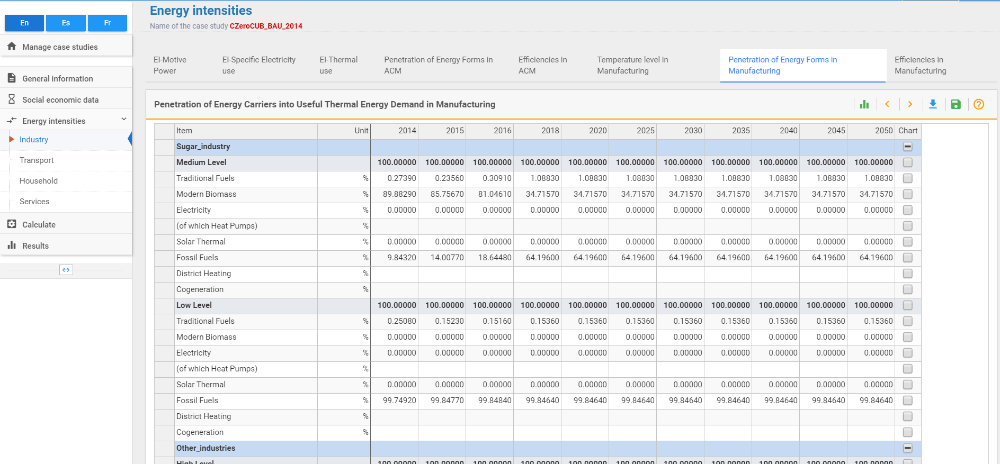 Energy intensities
Name of the case study CZeroCUB_BAU_2014
En Es Fr
Manage case studies
General information
Social economic data
Energy intensities
Industry
Transport
Household
Services
Calculate
Results
EI-Motive Power
EI-Specific Electricity use
EI-Thermal use
Penetration of Energy Forms in ACM
Efficiencies in ACM
Temperature level in Manufacturing
Penetration of Energy Forms in Manufacturing
Efficiencies in Manufacturing
Penetration of Energy Carriers into Useful Thermal Energy Demand in Manufacturing
Item Unit 2014 2015 2016 2018 2020 2025 2030 2035 2040 2045 2050 Chart
Sugar_industry
Medium Level 100.00000 100.00000 100.00000 100.00000 100.00000 100.00000 100.00000 100.00000 100.00000 100.00000 100.00000
Traditional Fuels % 0.27390 0.23560 0.30910 1.08830 1.08830 1.08830 1.08830 1.08830 1.08830 1.08830 1.08830
Modern Biomass % 89.88290 85.75670 81.04610 34.71570 34.71570 34.71570 34.71570 34.71570 34.71570 34.71570 34.71570
Electricity % 0.00000 0.00000 0.00000 0.00000 0.00000 0.00000 0.00000 0.00000 0.00000 0.00000 0.00000
(of which Heat Pumps) %
Solar Thermal % 0.00000 0.00000 0.00000 0.00000 0.00000 0.00000 0.00000 0.00000 0.00000 0.00000 0.00000
Fossil Fuels % 9.84320 14.00770 18.64480 64.19600 64.19600 64.19600 64.19600 64.19600 64.19600 64.19600 64.19600
District Heating %
Cogeneration %
Low Level 100.00000 100.00000 100.00000 100.00000 100.00000 100.00000 100.00000 100.00000 100.00000 100.00000 100.00000
Traditional Fuels % 0.25080 0.15230 0.15160 0.15360 0.15360 0.15360 0.15360 0.15360 0.15360 0.15360 0.15360
Modern Biomass % 0.00000 0.00000 0.00000 0.00000 0.00000 0.00000 0.00000 0.00000 0.00000 0.00000 0.00000
Electricity % 0.00000 0.00000 0.00000 0.00000 0.00000 0.00000 0.00000 0.00000 0.00000 0.00000 0.00000
(of which Heat Pumps) %
Solar Thermal % 0.00000 0.00000 0.00000 0.00000 0.00000 0.00000 0.00000 0.00000 0.00000 0.00000 0.00000
Fossil Fuels % 99.74920 99.84770 99.84840 99.84640 99.84640 99.84640 99.84640 99.84640 99.84640 99.84640 99.84640
District Heating %
Cogeneration %
Other_industries
High Level 100.00000 100.00000 100.00000 100.00000 100.00000 100.00000 100.00000 100.00000 100.00000 100.00000 100.00000